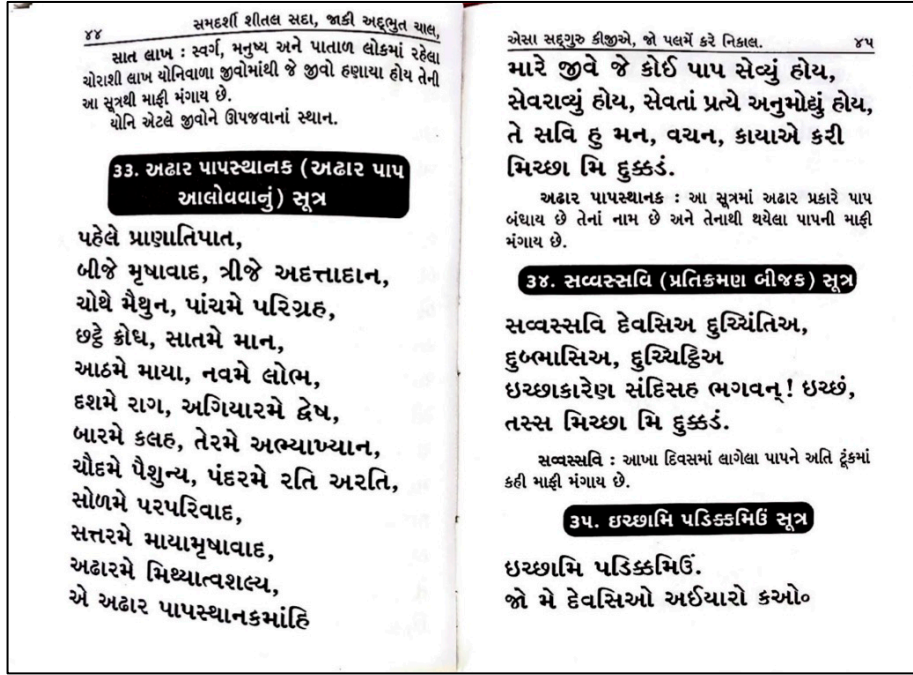 ૪૪
સમદર્શી શીતલ સદા, જાકી અદ્ભુત ચાલ,
સાત લાખ : સ્વર્ગ, મનુષ્ય અને પાતાળ લોકમાં રહેલા
ચોરાશી લાખ યોનિવાળા જીવોમાંથી જે જીવો હણાયા હોય તેની
આ સૂત્રથી માફી મંગાય છે.
યોનિ એટલે જીવોને ઊપજવાનાં સ્થાન.
૩૩. અઢાર પાપસ્થાનક (અઢાર પાપ
આલોવવાનું) સૂત્ર
પહેલે પ્રાણાતિપાત,
બીજે મૃષાવાદ, ત્રીજે અદત્તાદાન,
ચોથે મૈથુન, પાંચમે પરિગ્રહ,
છટ્ઠે ક્રોધ, સાતમે માન,
આઠમે માયા, નવમે લોભ,
દશમે રાગ, અગિયારમે દ્વેષ,
બારમે કલહ, તેરમે અભ્યાખ્યાન,
ચૌદમે પૈશુન્ય, પંદરમે રતિ અરતિ,
સોળમે પરપરિવાદ,
સત્તરમે માયામૃષાવાદ,
અઢારમે મિથ્યાત્વશલ્ય,
એ અઢાર પાપસ્થાનકમાંહિ
એસા સદ્ગુરુ કીજીએ, જો પલમેં કરે નિકાલ.
૪૫
મારે જીવે જે કોઈ પાપ સેવ્યું હોય,
સેવરાવ્યું હોય, સેવતાં પ્રત્યે અનુમોદ્યું હોય,
તે સવિ હુ મન, વચન, કાયાએ કરી
મિચ્છા મિ દુક્કડં.
અઢાર પાપસ્થાનક : આ સૂત્રમાં અઢાર પ્રકારે પાપ
બંધાય છે તેનાં નામ છે અને તેનાથી થયેલા પાપની માફી
મંગાય છે.
૩૪. સવ્વસ્સવિ (પ્રતિક્રમણ બીજક) સૂત્ર
સવ્વસ્સવિ દેવસિઅ દુચ્ચિંતિઅ,
દુબ્ભાસિઅ, દુચ્ચિટ્ઠિઅ
ઇચ્છાકારેણ સંદિસહ ભગવન્! ઇચ્છં,
તસ્સ મિચ્છા મિ દુક્કડં.
સવ્વસ્સવિ : આખા દિવસમાં લાગેલા પાપને અતિ ટૂંકમાં
કહી માફી મંગાય છે.
૩૫. ઇચ્છામિ પડિક્કમિઉં સૂત્ર
ઇચ્છામિ પડિક્કમિઉં.
જો મે દેવસિઓ અઈયારો કઓ૰